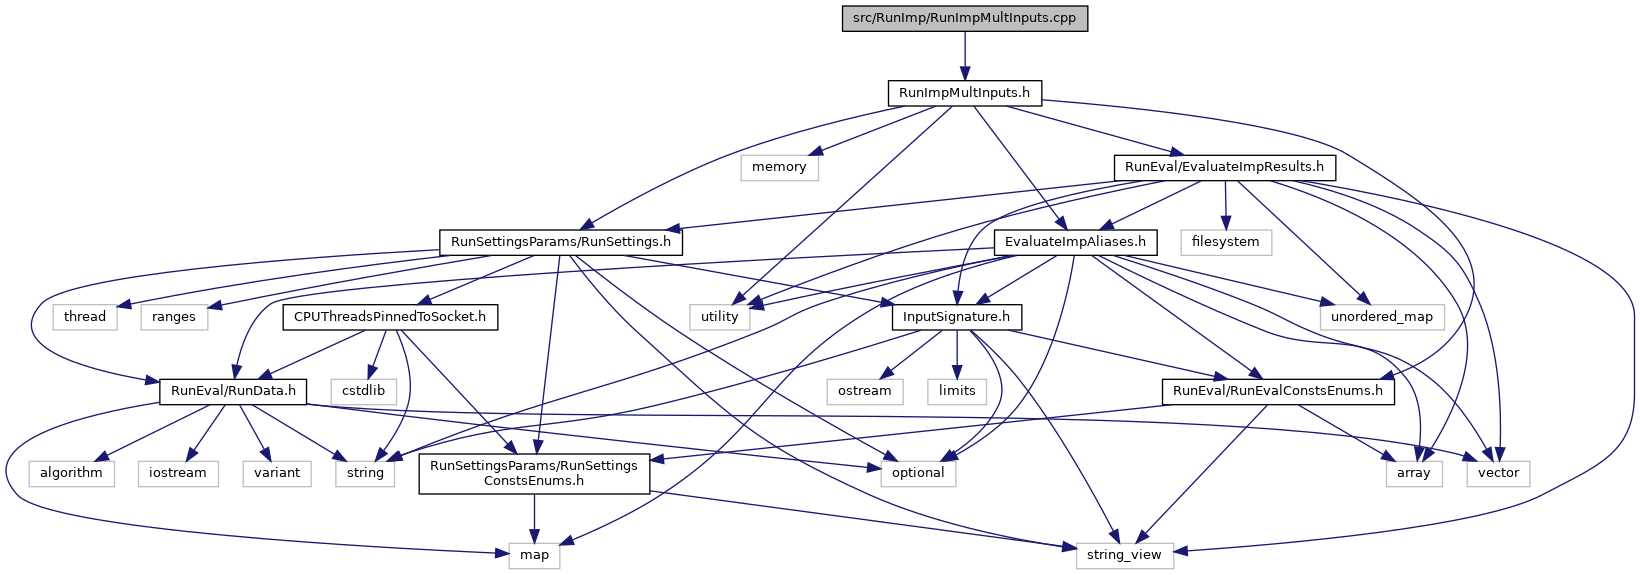 src/RunImp/RunImpMultInputs.cpp
RunImpMultInputs.h
memory
RunEval/EvaluateImpResults.h
RunSettingsParams/RunSettings.h
EvaluateImpAliases.h
filesystem
thread
ranges
CPUThreadsPinnedToSocket.h
utility
InputSignature.h
unordered_map
RunEval/RunData.h
cstdlib
ostream
limits
RunEval/RunEvalConstsEnums.h
algorithm
iostream
variant
string
RunSettingsParams/RunSettings
ConstsEnums.h
optional
array
vector
map
string_view